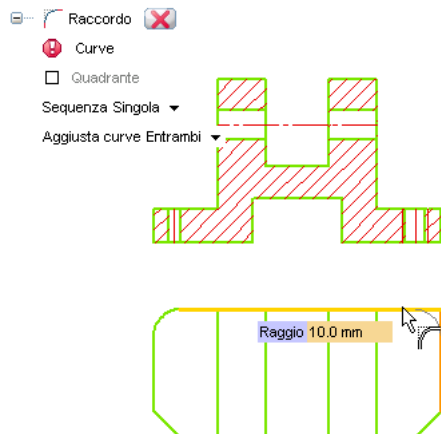 Raccordo
Curve
Quadrante
Sequenza Singola
Aggiusta curve Entrambi
Raggio 10.0 mm